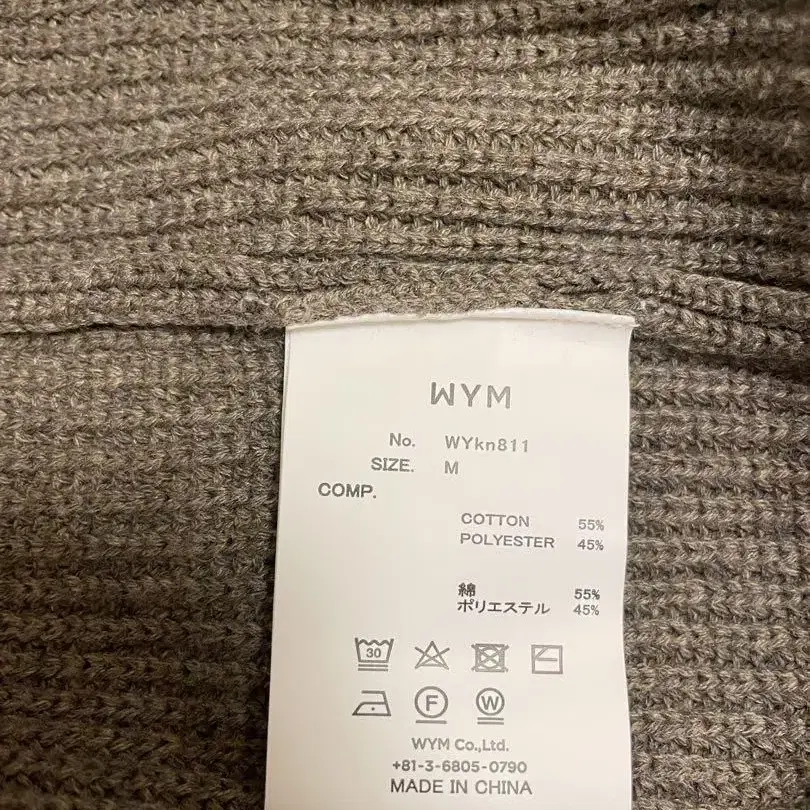 WYM
No. WYkn811
SIZE. M
COMP.
COTTON 55%
POLYESTER 45%
綿 55%
ポリエステル 45%
30
F W
WYM Co.,Ltd.
+81-3-6805-0790
MADE IN CHINA